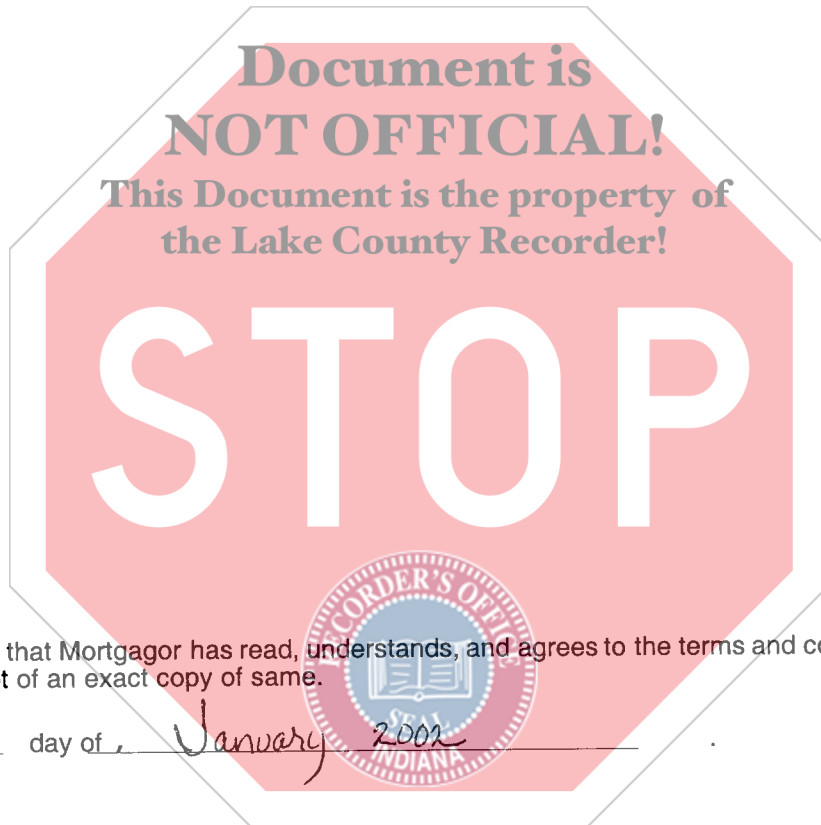 Document is
NOT OFFICIAL!
This Document is the property of
the Lake County Recorder!
STOP
RECORDER'S OFFICE
that Mortgagor has read, understands, and agrees to the terms and co
t of an exact copy of same.
SEAL
day of , January 2002 .
INDIANA